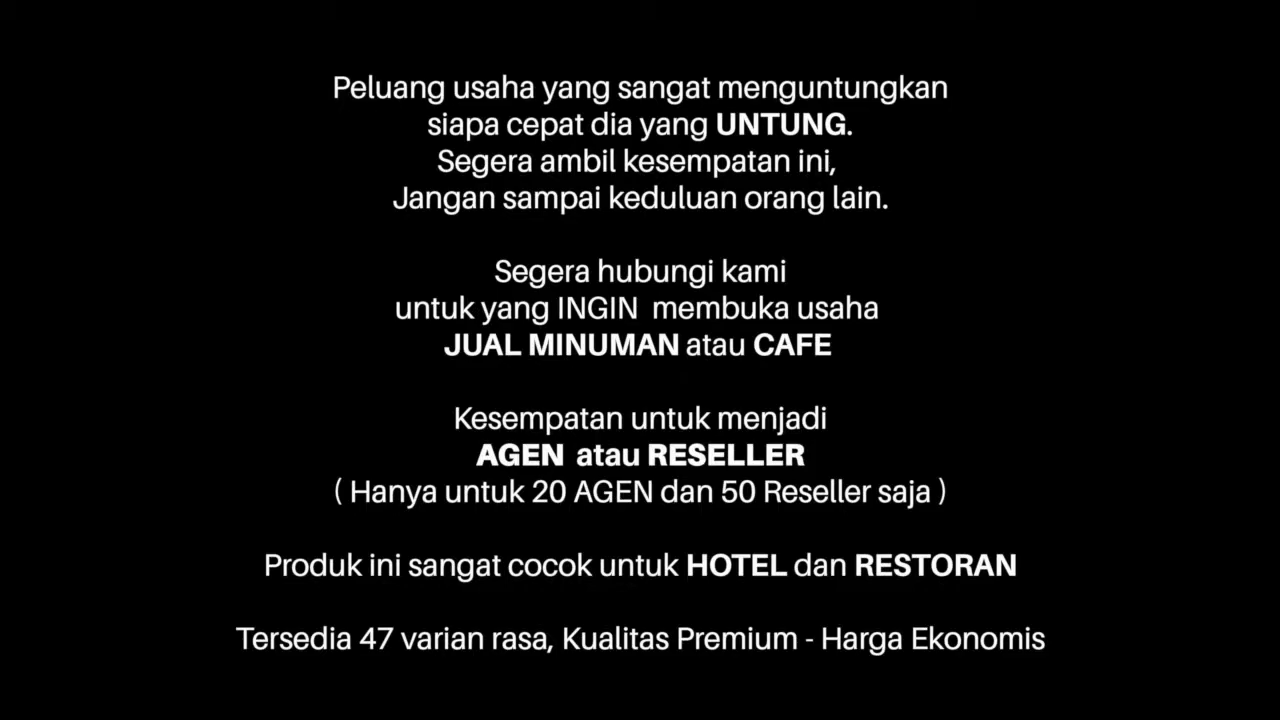 Peluang usaha yang sangat menguntungkan
siapa cepat dia yang UNTUNG.
Segera ambil kesempatan ini,
Jangan sampai keduluan orang lain.
Segera hubungi kami
untuk yang INGIN membuka usaha
JUAL MINUMAN atau CAFE
Kesempatan untuk menjadi
AGEN atau RESELLER
( Hanya untuk 20 AGEN dan 50 Reseller saja )
Produk ini sangat cocok untuk HOTEL dan RESTORAN
Tersedia 47 varian rasa, Kualitas Premium - Harga Ekonomis